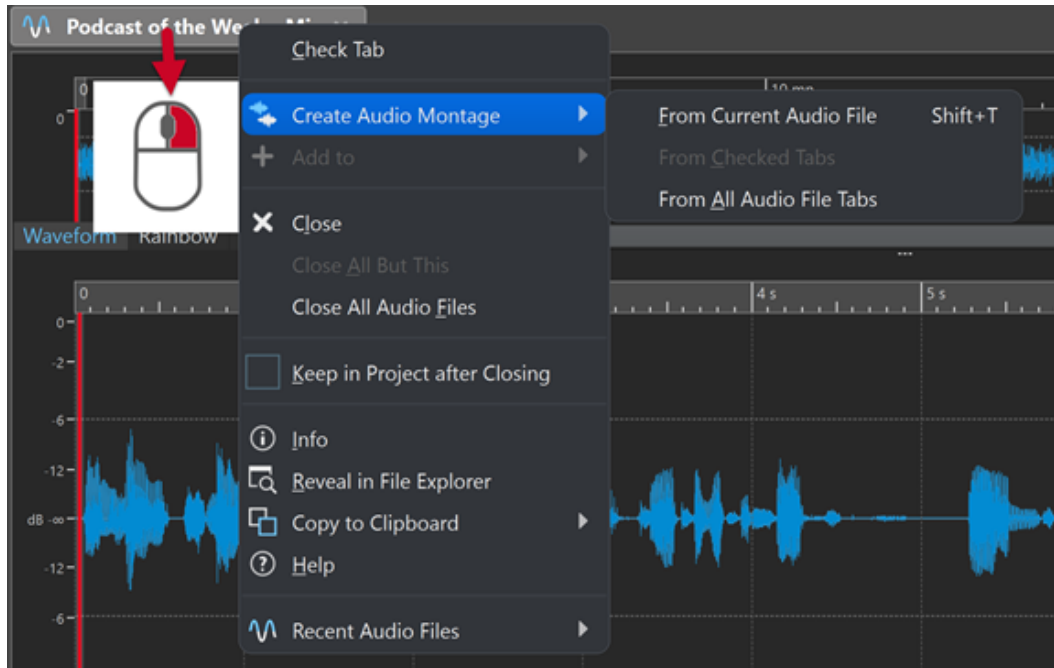 Podcast of the We
Check Tab
Create Audio Montage
From Current Audio File Shift+T
Add to
From Checked Tabs
From All Audio File Tabs
Close
Waveform Rainbow
Close All But This
Close All Audio Files
0 4 s 5 s
0
-2
Keep in Project after Closing
-6
Info
-12
Reveal in File Explorer
dB -∞
Copy to Clipboard
-12
Help
-6
Recent Audio Files